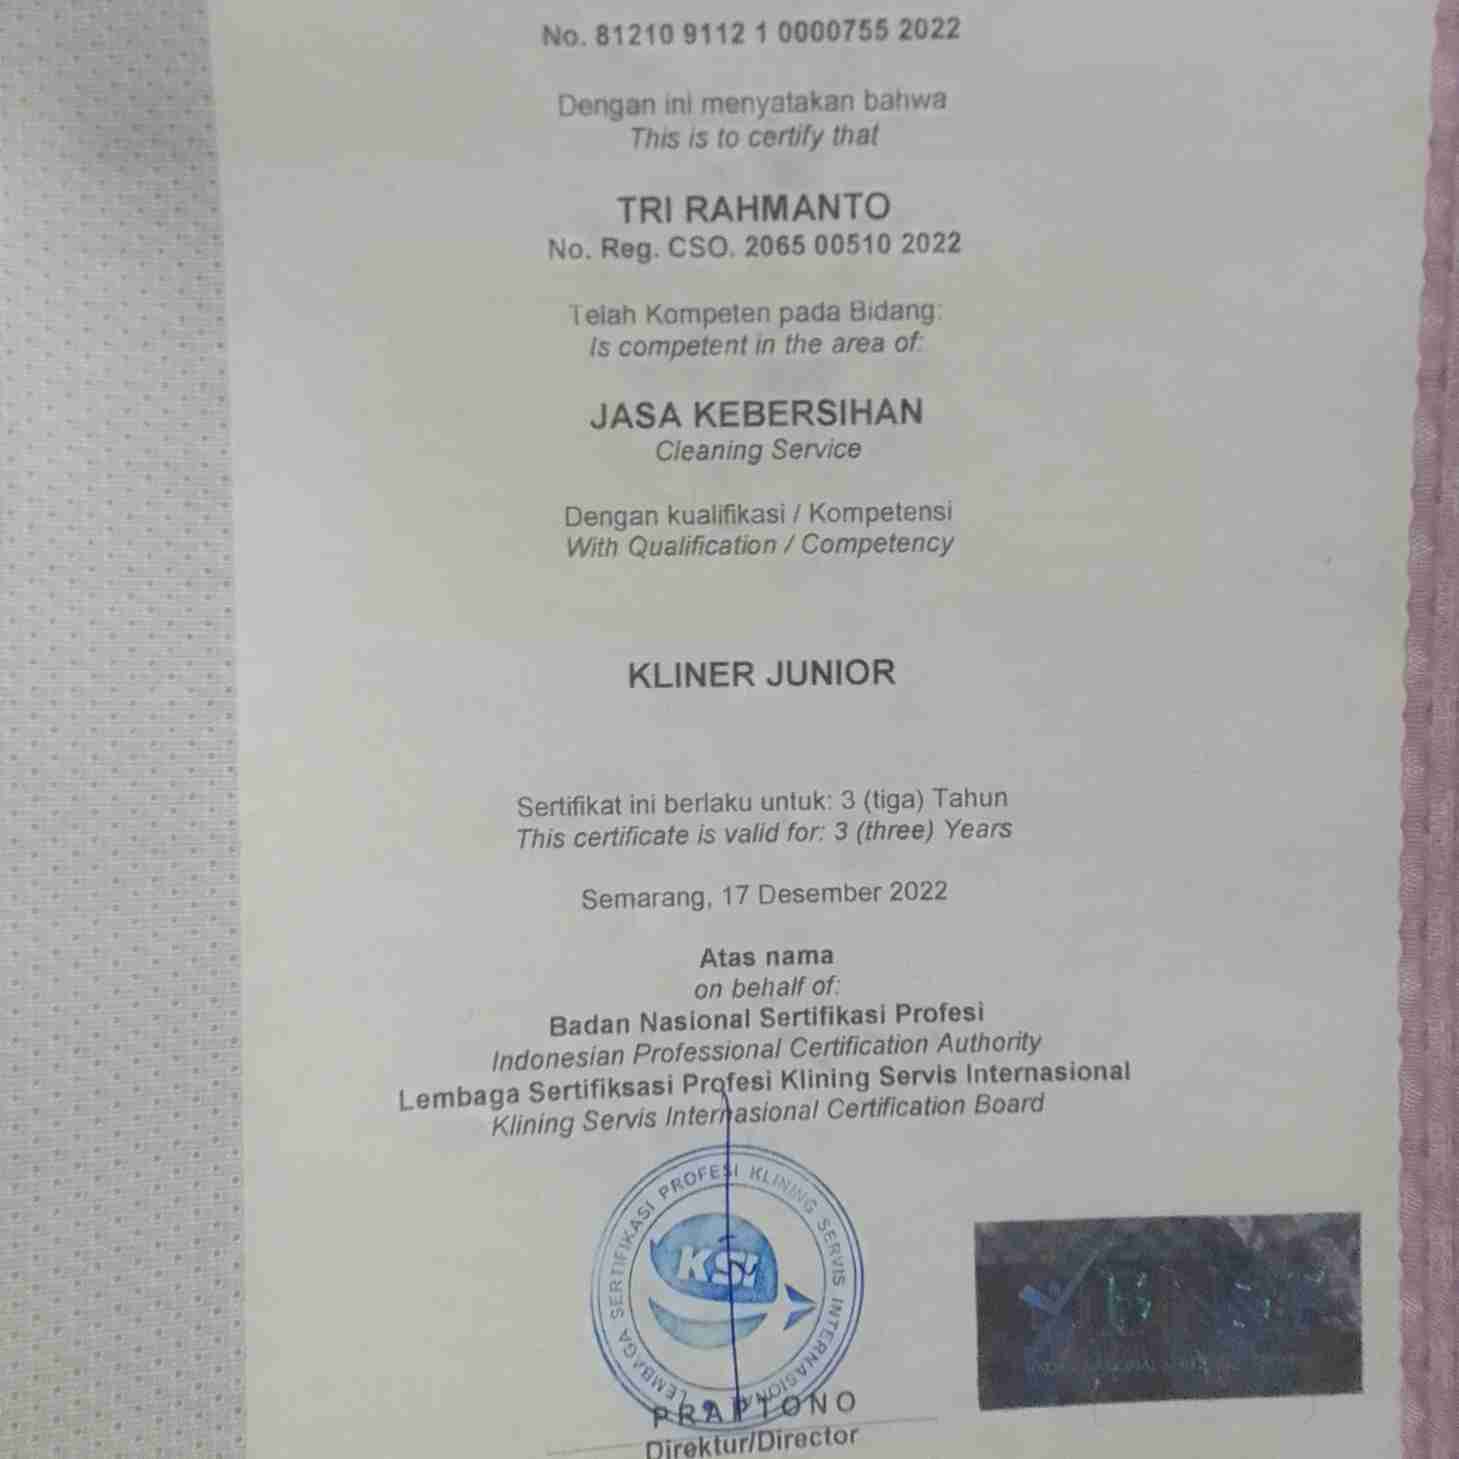 No. 81210 9112 1 0000755 2022
Dengan ini menyatakan bahwa
This is to certify that
TRI RAHMANTO
No. Reg. CSO. 2065 00510 2022
Telah Kompeten pada Bidang:
Is competent in the area of:
JASA KEBERSIHAN
Cleaning Service
Dengan kualifikasi / Kompetensi
With Qualification / Competency
KLINER JUNIOR
Sertifikat ini berlaku untuk: 3 (tiga) Tahun
This certificate is valid for: 3 (three) Years
Semarang, 17 Desember 2022
Atas nama
on behalf of:
Badan Nasional Sertifikasi Profesi
Indonesian Professional Certification Authority
Lembaga Sertifiksasi Profesi Klining Servis Internasional
Klining Servis Internasional Certification Board
LEMBAGA SERTIFIKASI PROFESI KLINING SERVIS INTERNASIONAL
KSI
BNSP
PRAPTONO
Direktur/Director